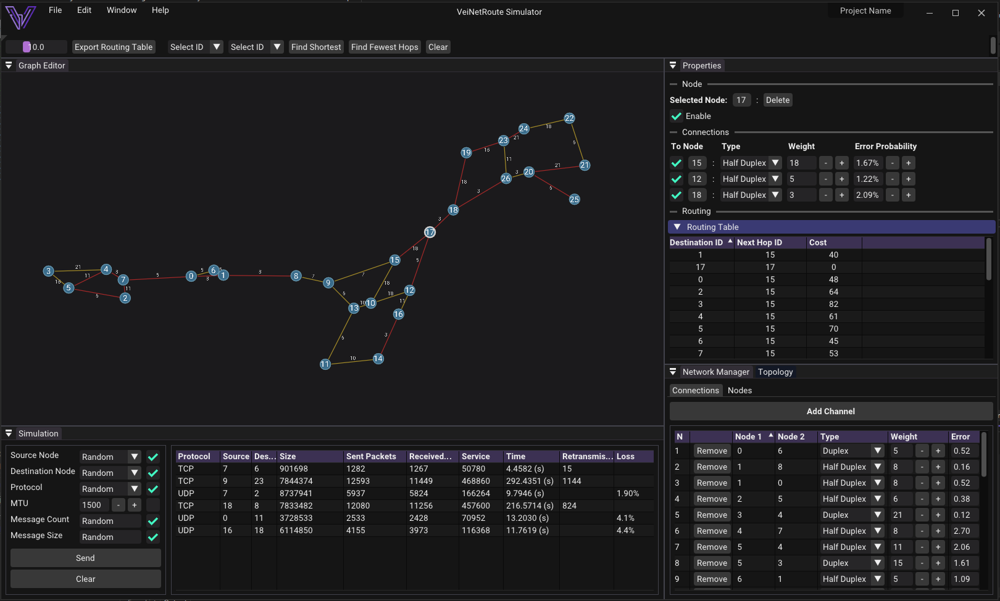 File Edit Window Help
VeiNetRoute Simulator
Project Name
10.0 Export Routing Table Select ID Select ID Find Shortest Find Fewest Hops Clear
Graph Editor
22
24
18
23
21
19
15
11
21
21
20
3
26
18
3
5
25
18
3
17
18
5
15
3
21
4
3
11
7
15
5
11
5
2
5
0
5
6
1
8
7
9
7
18
18
12
11
10
10
13
16
3
11
10
14
Properties
Node
Selected Node: 17 : Delete
Enable
Connections
To Node Type Weight Error Probability
15 : Half Duplex 18 - + 1.67% - +
12 : Half Duplex 5 - + 1.22% - +
18 : Half Duplex 3 - + 2.09% - +
Routing
Routing Table
Destination ID Next Hop ID Cost
1 15 40
17 17 0
0 15 48
2 15 64
3 15 82
4 15 61
5 15 70
6 15 45
7 15 53
Network Manager Topology
Connections Nodes
Add Channel
N Node 1 Node 2 Type Weight Error
1 Remove 0 6 Duplex 5 - + 0.52
2 Remove 1 8 Half Duplex 8 - + 0.16
3 Remove 1 0 Half Duplex 8 - + 0.52
4 Remove 2 5 Half Duplex 6 - + 0.38
5 Remove 3 4 Duplex 21 - + 0.12
6 Remove 4 7 Half Duplex 8 - + 2.70
7 Remove 5 4 Half Duplex 11 - + 2.06
8 Remove 5 3 Duplex 15 - + 1.61
9 Remove 6 1 Half Duplex 5 - + 1.09
Simulation
Source Node Random
Destination Node Random
Protocol Random
MTU 1500 - +
Message Count Random
Message Size Random
Send
Clear
Protocol Source Des... Size Sent Packets Received... Service Time Retransmis... Loss
TCP 7 6 901698 1282 1267 50780 4.4582 (s) 15
TCP 9 23 7844374 12593 11449 468860 292.4351 (s) 1144
UDP 7 2 8737941 5937 5824 166264 9.7946 (s) 1.90%
TCP 18 8 7833482 12080 11256 457600 216.5714 (s) 824
UDP 0 11 3728533 2533 2428 70952 13.2030 (s) 4.1%
UDP 16 18 6114850 4155 3973 116368 11.7619 (s) 4.4%